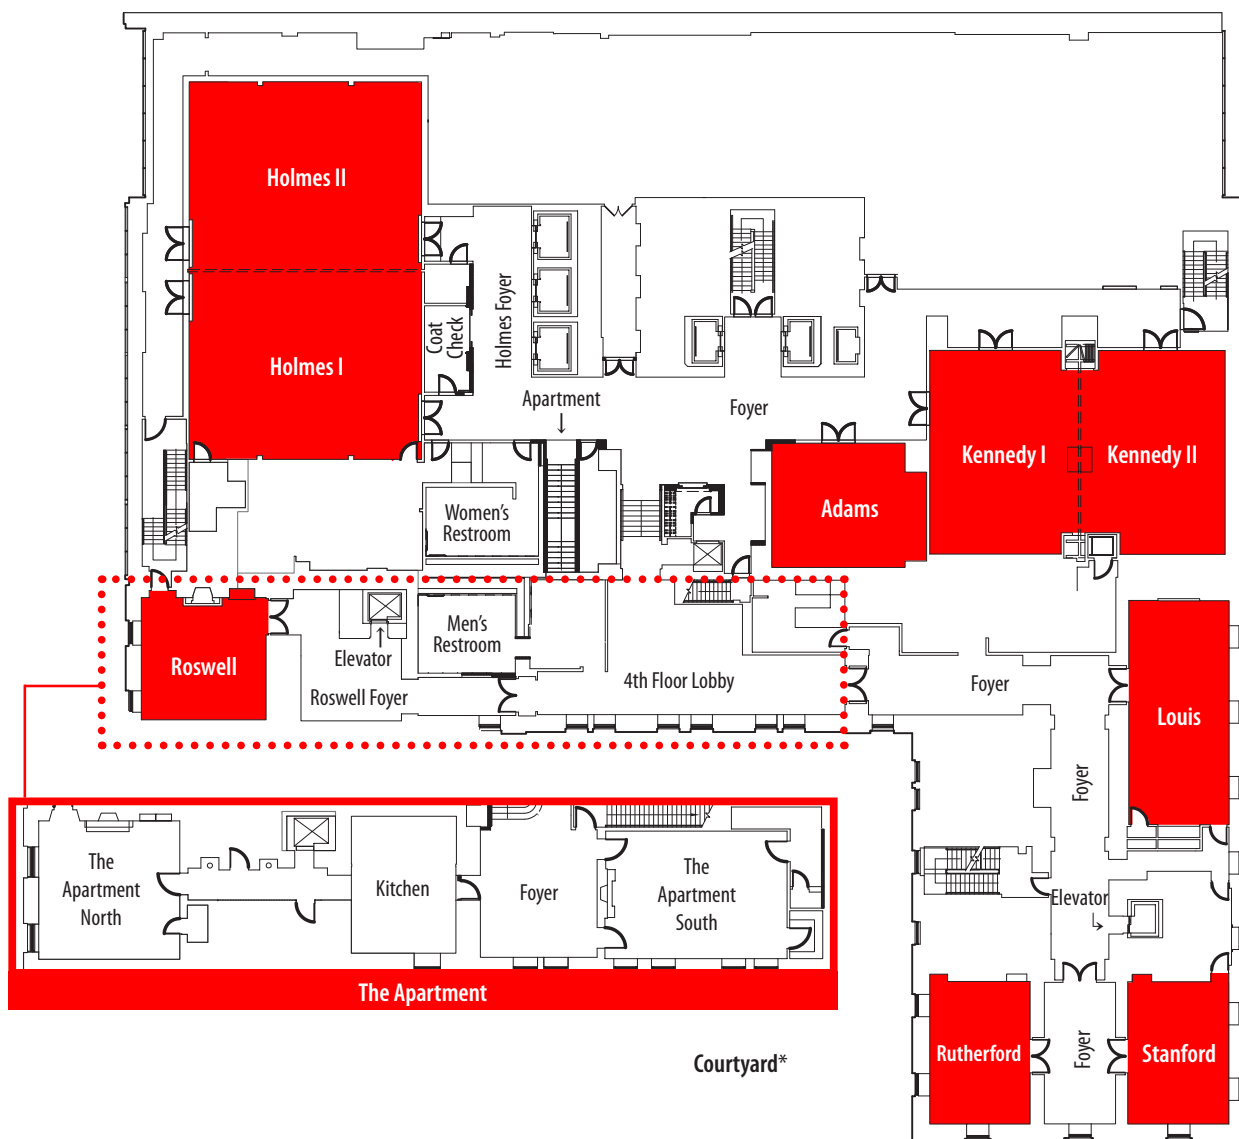 Holmes II
Holmes Foyer
Coat
Check
Holmes I
Apartment
Foyer
Kennedy I
Kennedy II
Adams
Women's
Restroom
Men's
Restroom
Elevator
Roswell
Roswell Foyer
4th Floor Lobby
Foyer
Louis
Foyer
The
Apartment
North
Kitchen
Foyer
The
Apartment
South
Elevator
The Apartment
Courtyard*
Rutherford
Foyer
Stanford